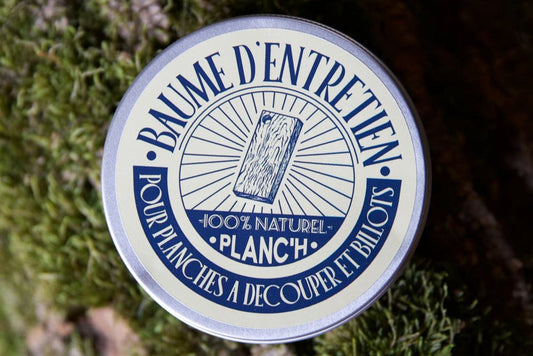 •BAUME D'ENTRETIEN•
-100% NATUREL-
•PLANC'H•
POUR PLANCHES A DECOUPER ET BILLOTS